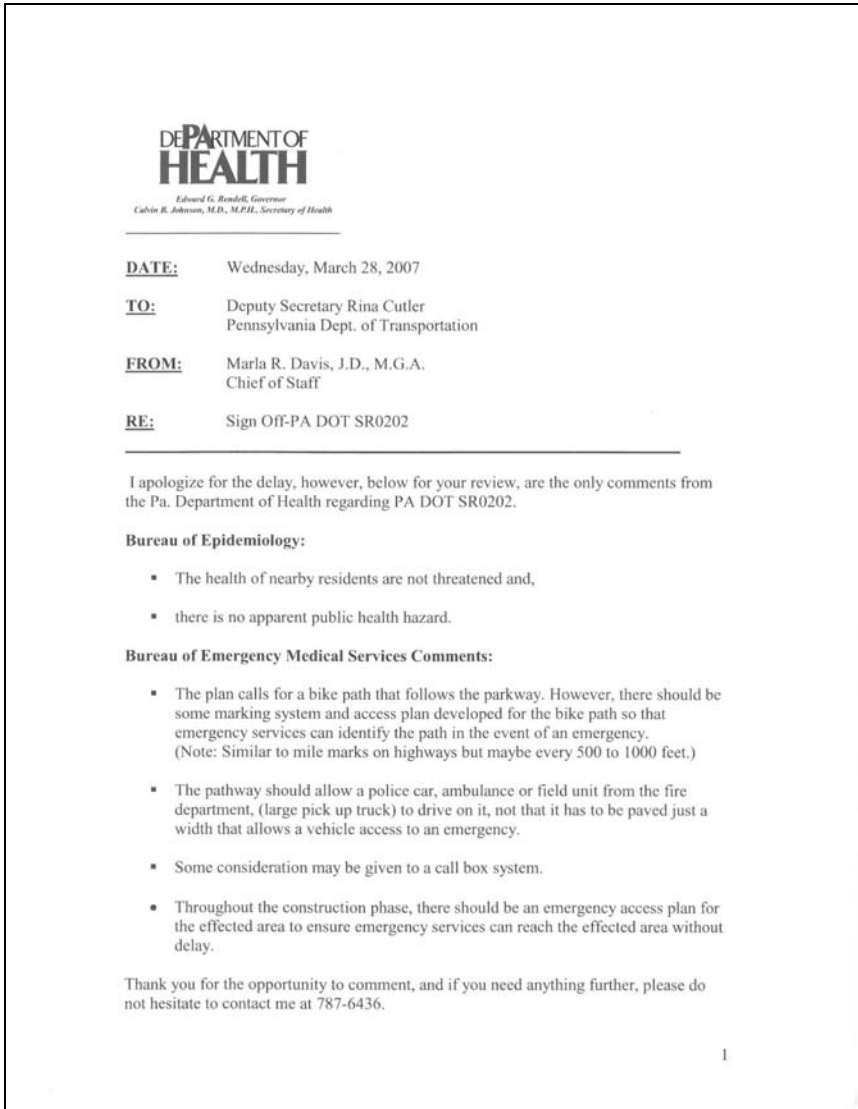 DEPARTMENT OF
HEALTH
Edward G. Rendell, Governor
Calvin B. Johnson, M.D., M.P.H., Secretary of Health
DATE: Wednesday, March 28, 2007
TO: Deputy Secretary Rina Cutler
Pennsylvania Dept. of Transportation
FROM: Marla R. Davis, J.D., M.G.A.
Chief of Staff
RE: Sign Off-PA DOT SR0202
I apologize for the delay, however, below for your review, are the only comments from
the Pa. Department of Health regarding PA DOT SR0202.
Bureau of Epidemiology:
▪ The health of nearby residents are not threatened and,
▪ there is no apparent public health hazard.
Bureau of Emergency Medical Services Comments:
▪ The plan calls for a bike path that follows the parkway. However, there should be
some marking system and access plan developed for the bike path so that
emergency services can identify the path in the event of an emergency.
(Note: Similar to mile marks on highways but maybe every 500 to 1000 feet.)
▪ The pathway should allow a police car, ambulance or field unit from the fire
department, (large pick up truck) to drive on it, not that it has to be paved just a
width that allows a vehicle access to an emergency.
▪ Some consideration may be given to a call box system.
• Throughout the construction phase, there should be an emergency access plan for
the effected area to ensure emergency services can reach the effected area without
delay.
Thank you for the opportunity to comment, and if you need anything further, please do
not hesitate to contact me at 787-6436.
1